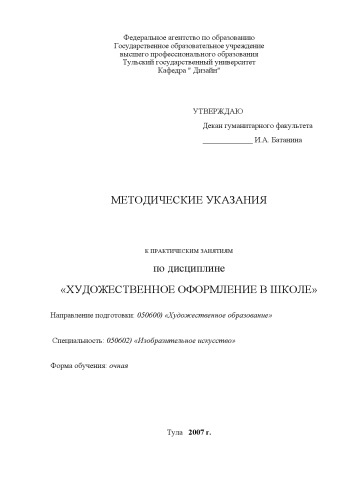 Федеральное агентство по образованию
Государственное образовательное учреждение
высшего профессионального образования
Тульский государственный университет
Кафедра " Дизайн"
УТВЕРЖДАЮ
Декан гуманитарного факультета
_____________ И.А. Батанина
МЕТОДИЧЕСКИЕ УКАЗАНИЯ
К ПРАКТИЧЕСКИМ ЗАНЯТИЯМ
по дисциплине
«ХУДОЖЕСТВЕННОЕ ОФОРМЛЕНИЕ В ШКОЛЕ»
Направление подготовки: 050600) «Художественное образование»
Специальность: 050602) «Изобразительное искусство»
Форма обучения: очная
Тула 2007 г.